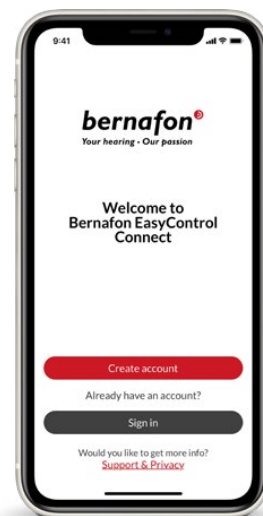 9:41
bernafon
Your hearing • Our passion
Welcome to
Bernafon EasyControl
Connect
Create account
Already have an account?
Sign in
Would you like to get more info?
Support & Privacy